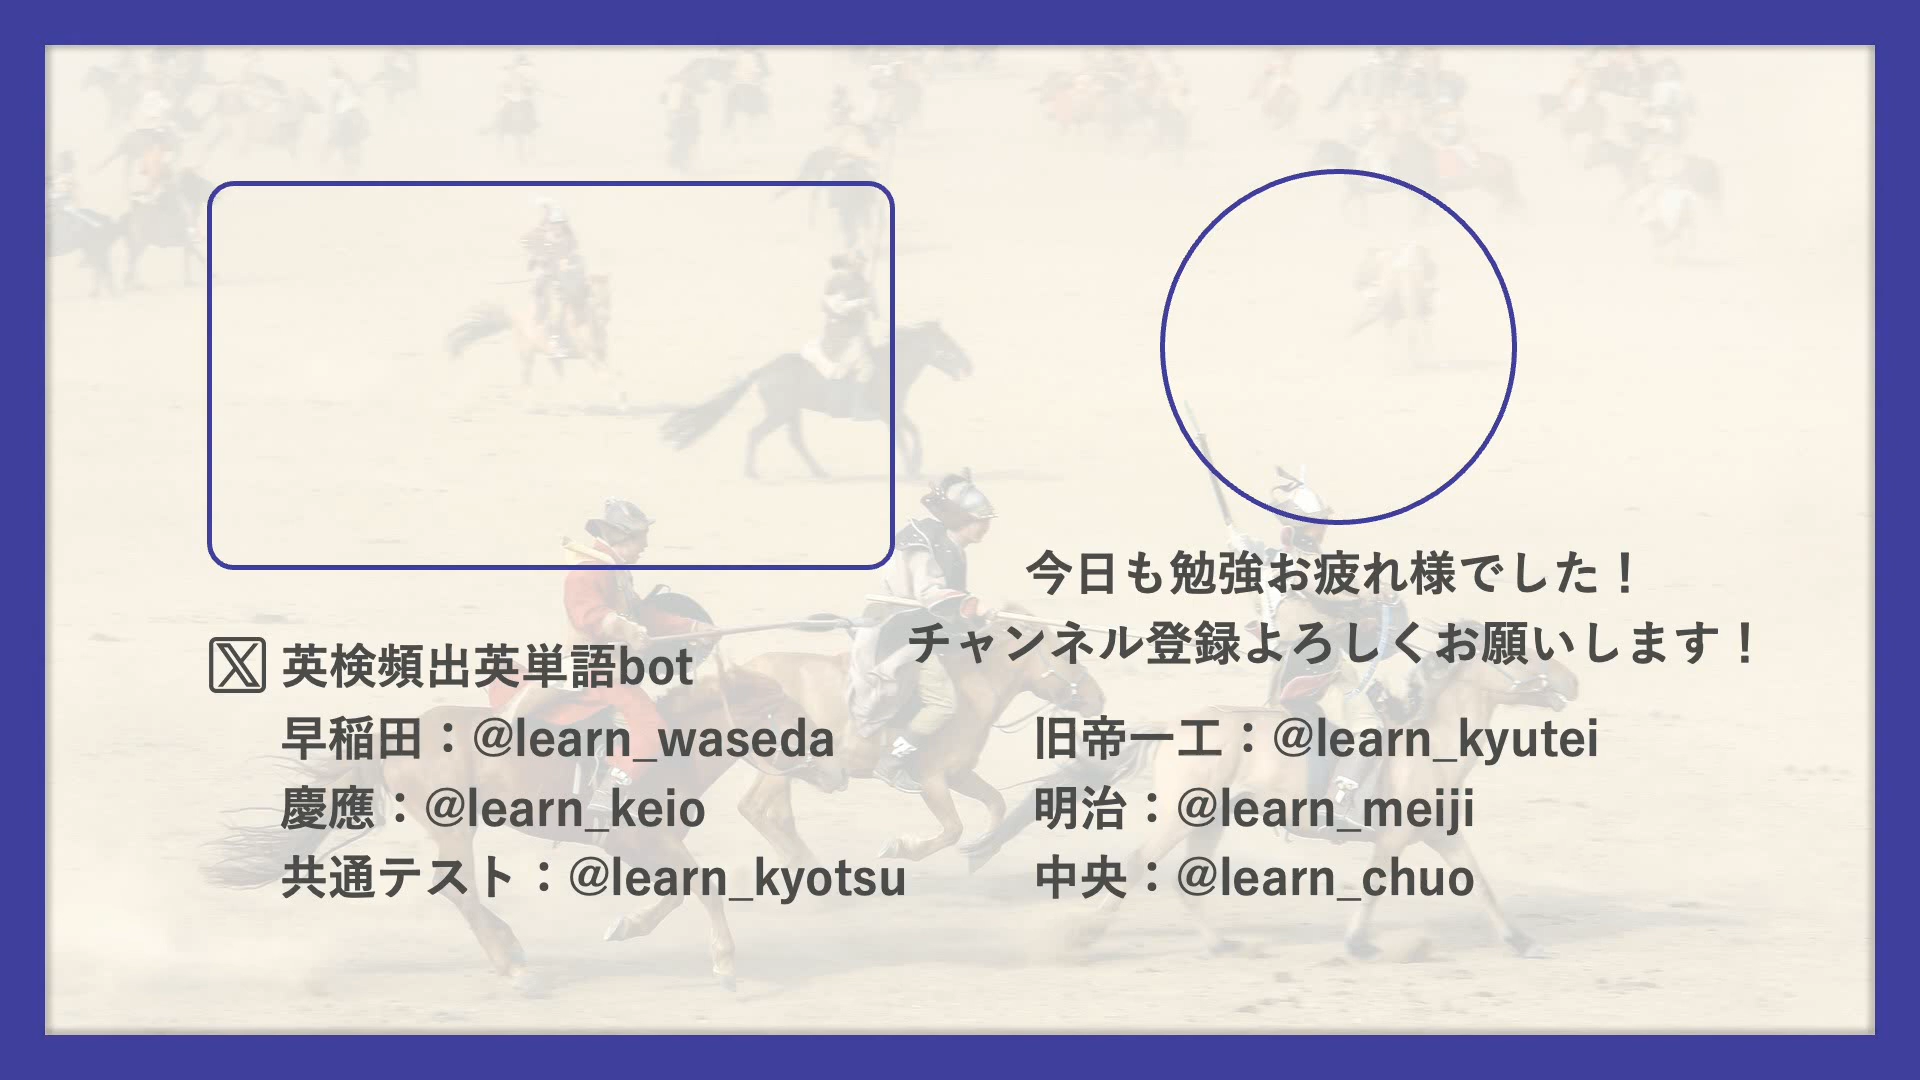 今日も勉強お疲れ様でした！
チャンネル登録よろしくお願いします！
英検頻出英単語bot
早稲田：@learn_waseda
慶應：@learn_keio
共通テスト：@learn_kyotsu
旧帝一工：@learn_kyutei
明治：@learn_meiji
中央：@learn_chuo